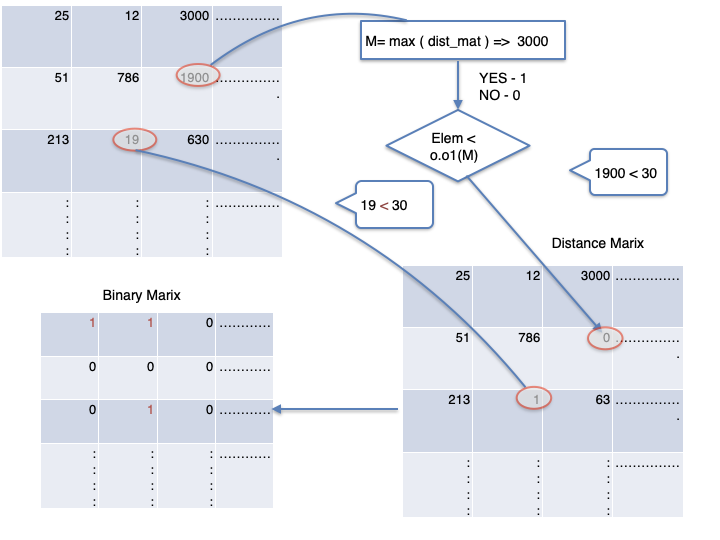 25 12 3000 ...............
51 786 1900 ...............
.
213 19 630 ...............
.
: : : ...............
: : :
: : :
: : :
M= max ( dist_mat ) => 3000
YES - 1
NO - 0
Elem <
o.o1(M)
1900 < 30
19 < 30
Distance Marix
25 12 3000 ...............
51 786 0 ...............
.
213 1 63 ...............
.
: : : ...............
: : :
: : :
: : :
Binary Marix
1 1 0 ............
0 0 0 ............
0 1 0 ............
: : : ............
: : :
: : :
: : :